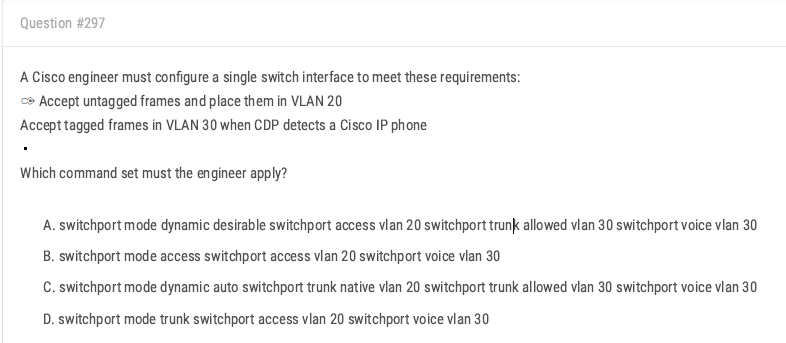 Question #297
A Cisco engineer must configure a single switch interface to meet these requirements:
Accept untagged frames and place them in VLAN 20
Accept tagged frames in VLAN 30 when CDP detects a Cisco IP phone
Which command set must the engineer apply?
A. switchport mode dynamic desirable switchport access vlan 20 switchport trunk allowed vlan 30 switchport voice vlan 30
B. switchport mode access switchport access vlan 20 switchport voice vlan 30
C. switchport mode dynamic auto switchport trunk native vlan 20 switchport trunk allowed vlan 30 switchport voice vlan 30
D. switchport mode trunk switchport access vlan 20 switchport voice vlan 30